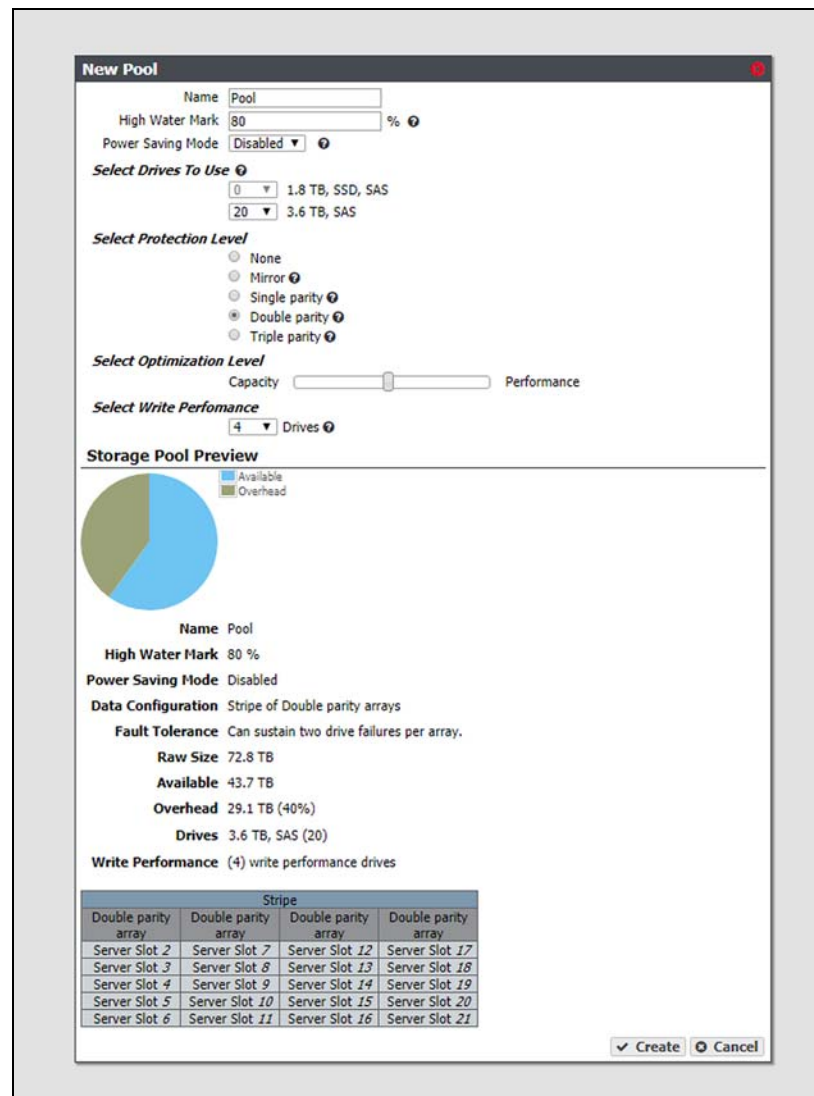 New Pool
Name Pool
High Water Mark 80 %
Power Saving Mode Disabled
Select Drives To Use
0 1.8 TB, SSD, SAS
20 3.6 TB, SAS
Select Protection Level
None
Mirror
Single parity
Double parity
Triple parity
Select Optimization Level
Capacity Performance
Select Write Perfomance
4 Drives
Storage Pool Preview
Available
Overhead
Name Pool
High Water Mark 80 %
Power Saving Mode Disabled
Data Configuration Stripe of Double parity arrays
Fault Tolerance Can sustain two drive failures per array.
Raw Size 72.8 TB
Available 43.7 TB
Overhead 29.1 TB (40%)
Drives 3.6 TB, SAS (20)
Write Performance (4) write performance drives
Stripe
Double parity array Double parity array Double parity array Double parity array
Server Slot 2 Server Slot 7 Server Slot 12 Server Slot 17
Server Slot 3 Server Slot 8 Server Slot 13 Server Slot 18
Server Slot 4 Server Slot 9 Server Slot 14 Server Slot 19
Server Slot 5 Server Slot 10 Server Slot 15 Server Slot 20
Server Slot 6 Server Slot 11 Server Slot 16 Server Slot 21
Create Cancel